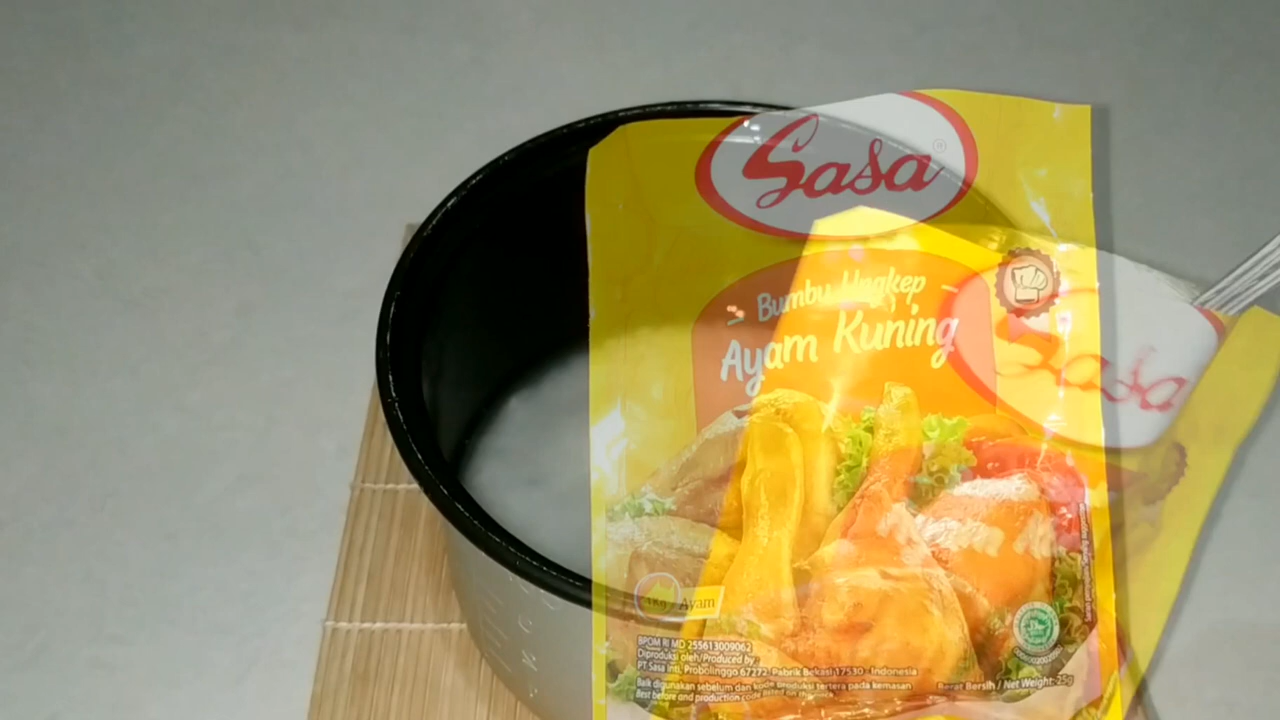 Sasa®
Bumbu Ungkep
Ayam Kuning
Sasa
1kg Ayam
BPOM RI MD 255613009062
Diproduksi oleh/Produced by
PT Sasa Inti, Probolinggo 67272, Pabrik Bekasi 17530 - Indonesia
Baik digunakan sebelum dan kode produksi tertera pada kemasan
Best before and production code listed on the pack
Berat Bersih / Net Weight: 25g